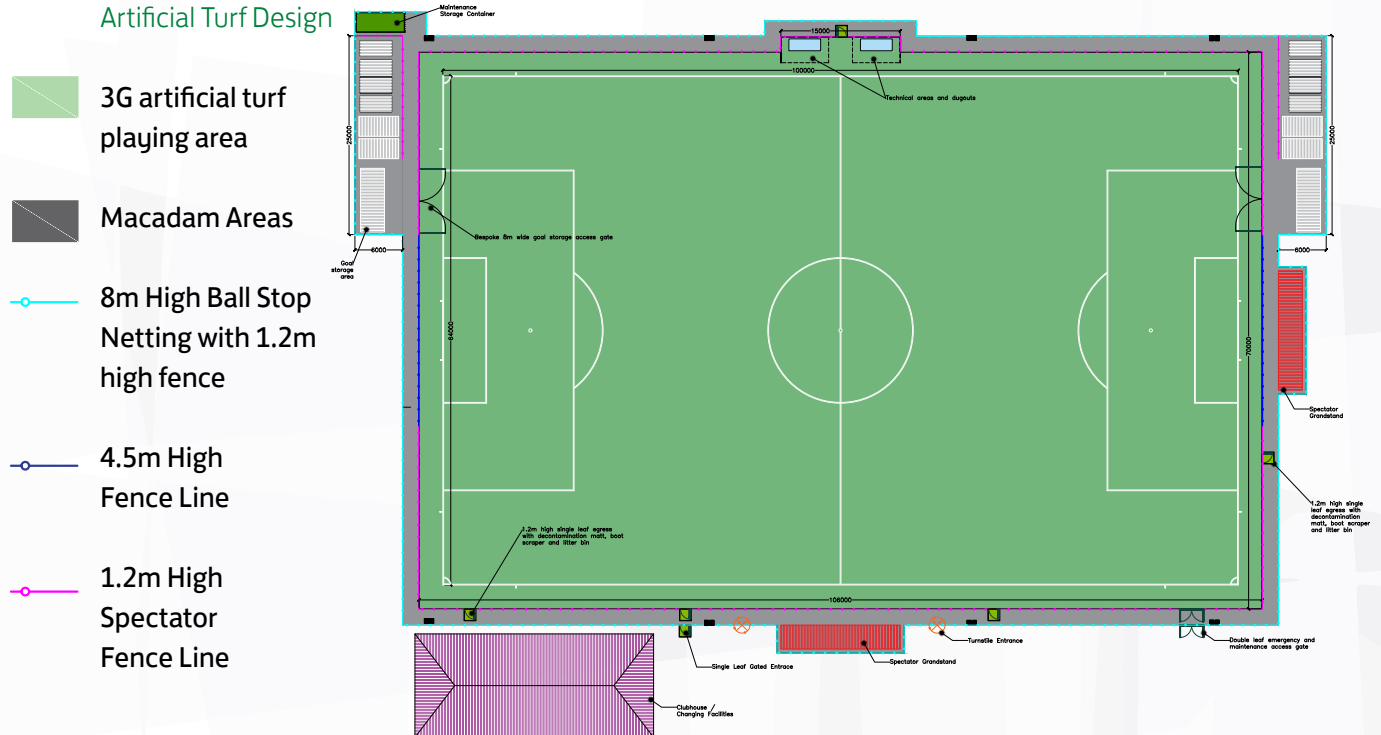 Artificial Turf Design
3G artificial turf
playing area
Macadam Areas
8m High Ball Stop
Netting with 1.2m
high fence
4.5m High
Fence Line
1.2m High
Spectator
Fence Line
Maintenance
Storage Container
15000
100000
Technical areas and dugouts
25000
25000
Bespoke 8m wide goal storage access gate
6000
6000
Goal
storage
area
64000
70000
Spectator
Grandstand
1.2m high single
leaf egress with
decontamination
matt, boot scraper
and litter bin
1.2m high single leaf egress
with decontamination matt, boot
scraper and litter bin
106000
Turnstile Entrance
Double leaf emergency and
maintenance access gate
Single Leaf Gated Entrace
Spectator Grandstand
Clubhouse /
Changing Facilities